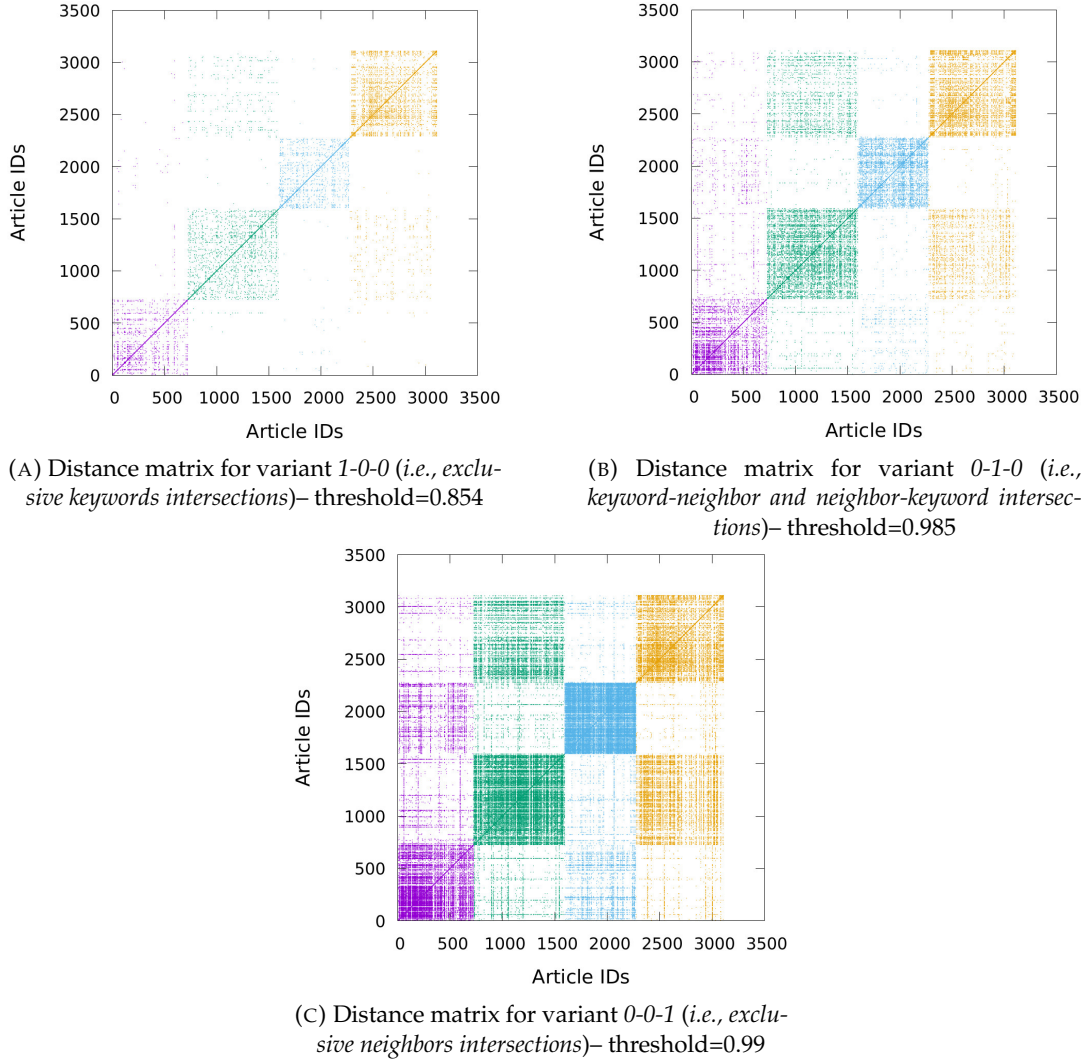 3500
3000
2500
2000
1500
1000
500
0
Article IDs
0 500 1000 1500 2000 2500 3000 3500
Article IDs
(A) Distance matrix for variant 1-0-0 (i.e., exclu-
sive keywords intersections)– threshold=0.854
3500
3000
2500
2000
1500
1000
500
0
Article IDs
0 500 1000 1500 2000 2500 3000 3500
Article IDs
(B) Distance matrix for variant 0-1-0 (i.e.,
keyword-neighbor and neighbor-keyword intersec-
tions)– threshold=0.985
3500
3000
2500
2000
1500
1000
500
0
Article IDs
0 500 1000 1500 2000 2500 3000 3500
Article IDs
(C) Distance matrix for variant 0-0-1 (i.e., exclu-
sive neighbors intersections)– threshold=0.99